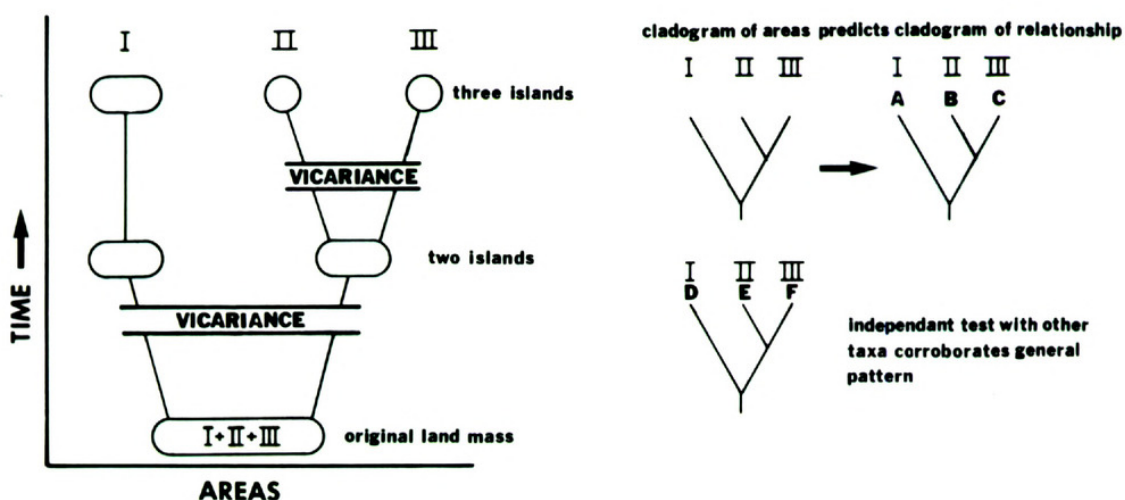 I II III
three islands
VICARIANCE
two islands
VICARIANCE
I+II+III
original land mass
TIME
AREAS
cladogram of areas predicts cladogram of relationship
I II III
I II III
A B C
I II III
D E F
independant test with other
taxa corroborates general
pattern